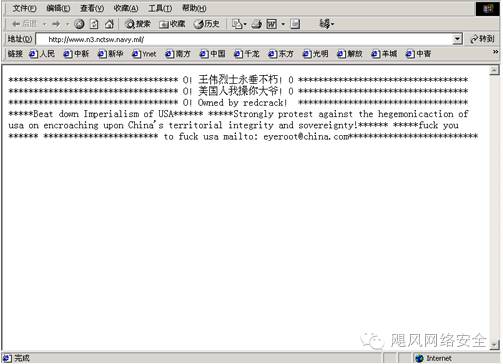 文件(F) 编辑(E) 查看(V) 收藏(A) 工具(T) 帮助(H)
后退 搜索 收藏 历史
地址(D) http://www.n3.nctsw.navy.mil/ 转到
链接 人民 中新 新华 Ynet 南方 中国 千龙 东方 光明 解放 羊城 中青
********************************** O! 王伟烈士永垂不朽! O **********************************
********************************** O! 美国人我操你大爷! O **********************************
********************************** O! Owned by redcrack! **********************************
*****Beat down Imperialism of USA****** *****Strongly protest against the hegemonicaction of
usa on encroaching upon China's territorial integrity and sovereignty!****** *****fuck you
****** *********************** to fuck usa mailto: eyeroot@china.com**************************
飓风网络安全
完成 Internet